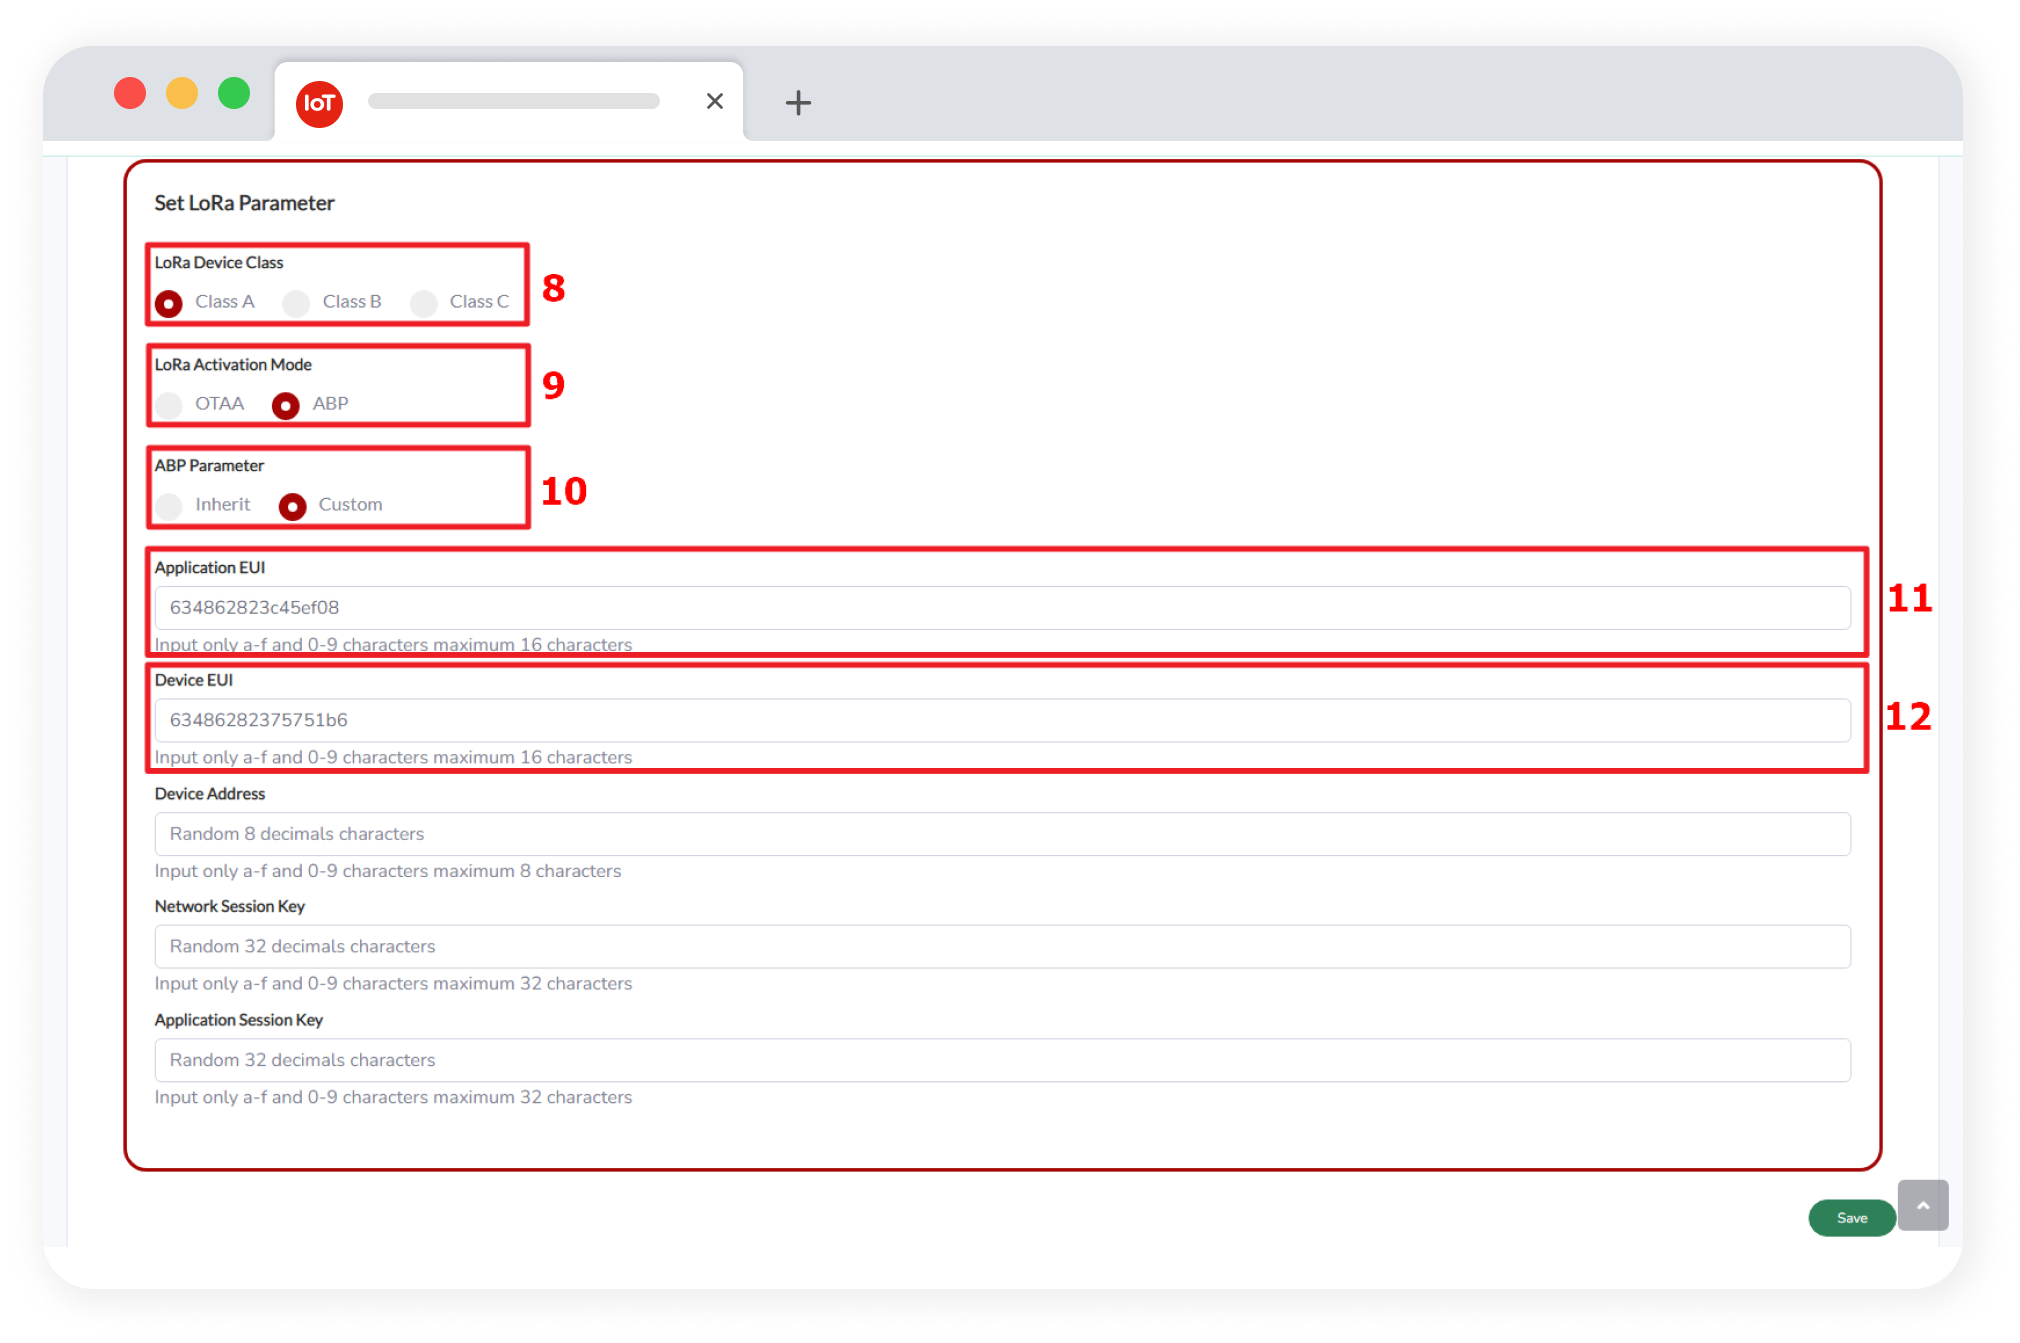 IoT
Set LoRa Parameter
LoRa Device Class
Class A Class B Class C
8
LoRa Activation Mode
OTAA ABP
9
ABP Parameter
Inherit Custom
10
Application EUI
634862823c45ef08
Input only a-f and 0-9 characters maximum 16 characters
11
Device EUI
63486282375751b6
Input only a-f and 0-9 characters maximum 16 characters
12
Device Address
Random 8 decimals characters
Input only a-f and 0-9 characters maximum 8 characters
Network Session Key
Random 32 decimals characters
Input only a-f and 0-9 characters maximum 32 characters
Application Session Key
Random 32 decimals characters
Input only a-f and 0-9 characters maximum 32 characters
Save